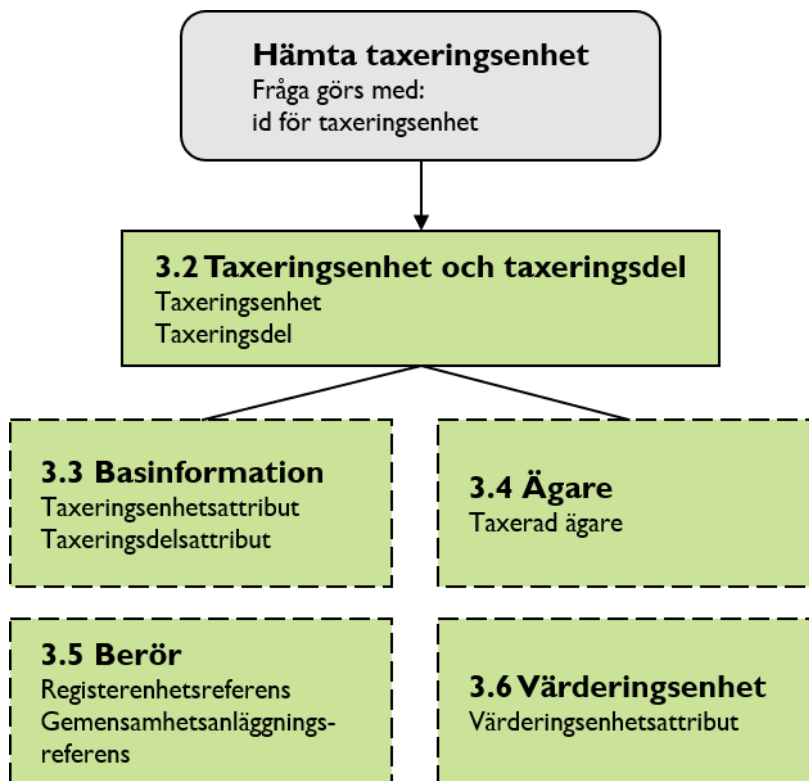 Hämta taxeringsenhet
Fråga görs med:
id för taxeringsenhet
3.2 Taxeringsenhet och taxeringsdel
Taxeringsenhet
Taxeringsdel
3.3 Basinformation
Taxeringsenhetsattribut
Taxeringsdelsattribut
3.4 Ägare
Taxerad ägare
3.5 Berör
Registerenhetsreferens
Gemensamhetsanläggnings-
referens
3.6 Värderingsenhet
Värderingsenhetsattribut